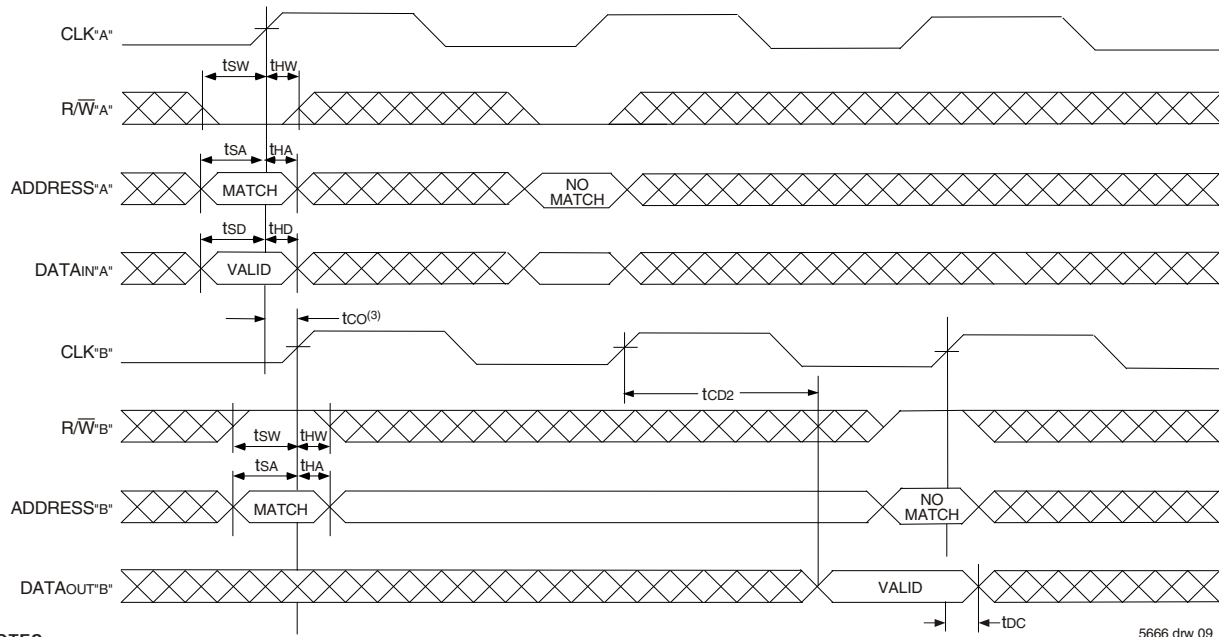 CLK"A"
tSW tHW
R/W̅"A"
tSA tHA
ADDRESS"A" MATCH NO MATCH
tSD tHD
DATAIN"A" VALID
tCO(3)
CLK"B"
tCD2
R/W̅"B"
tSW tHW
tSA tHA
ADDRESS"B" MATCH NO MATCH
DATAOUT"B" VALID
tDC
5666 drw 09